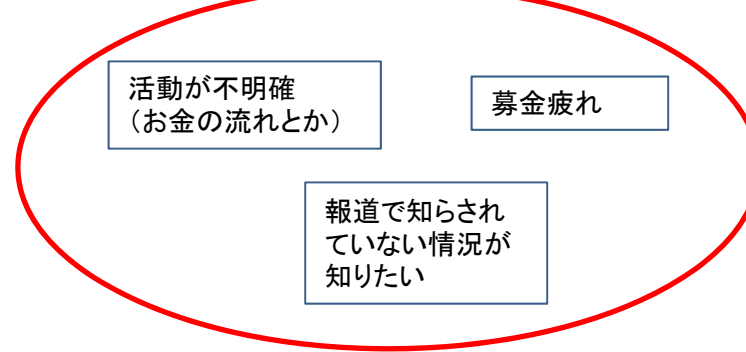 活動が不明確
（お金の流れとか）
募金疲れ
報道で知らされ
ていない情況が
知りたい